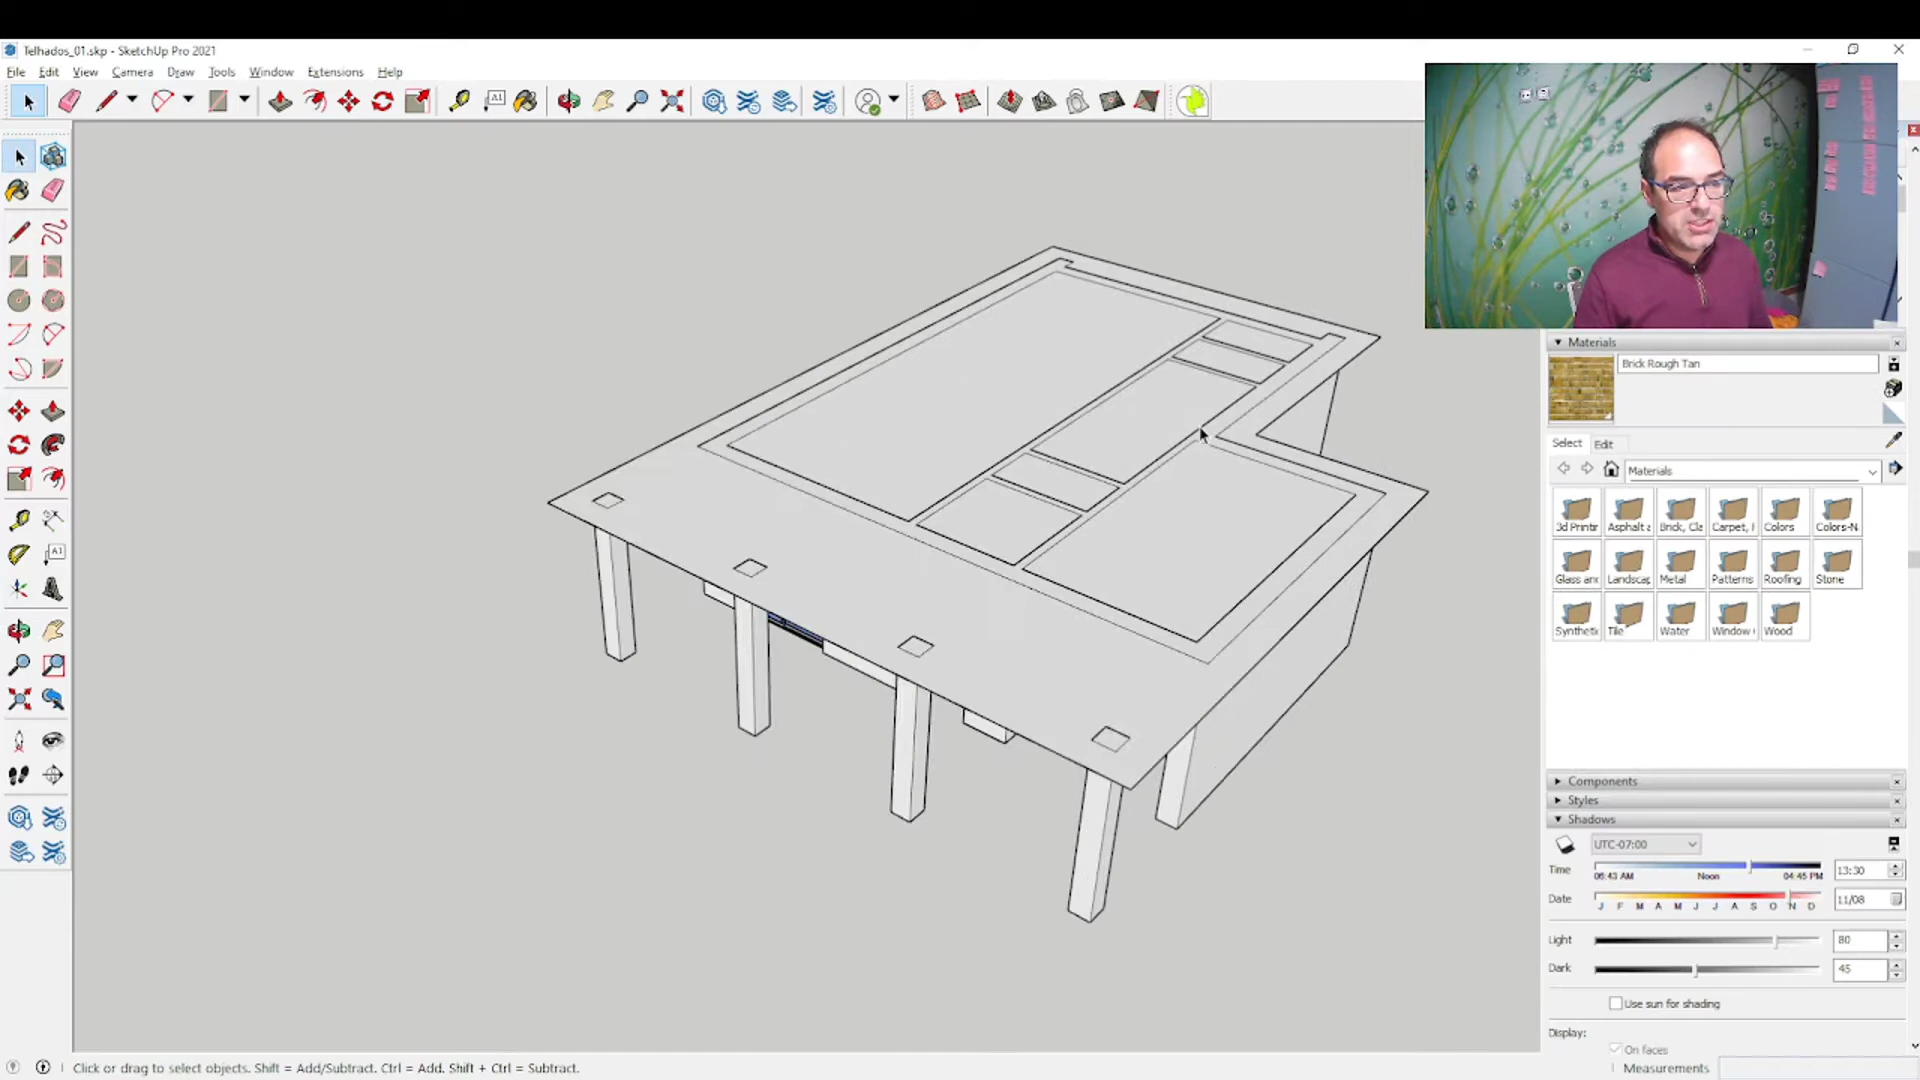 Telhados_01.skp - SketchUp Pro 2021
File Edit View Camera Draw Tools Window Extensions Help
Materials
Brick Rough Tan
Select Edit
Materials
3d Printi Asphalt a Brick, Cla Carpet, F Colors Colors-N
Glass and Landscap Metal Patterns Roofing Stone
Synthetic Tile Water Window Wood
Components
Styles
Shadows
UTC-07:00
Time 06:43 AM Noon 04:45 PM 13:30
Date J F M A M J J A S O N D 11/08
Light 80
Dark 45
Use sun for shading
Display:
On faces
Click or drag to select objects. Shift = Add/Subtract. Ctrl = Add. Shift + Ctrl = Subtract.
Measurements